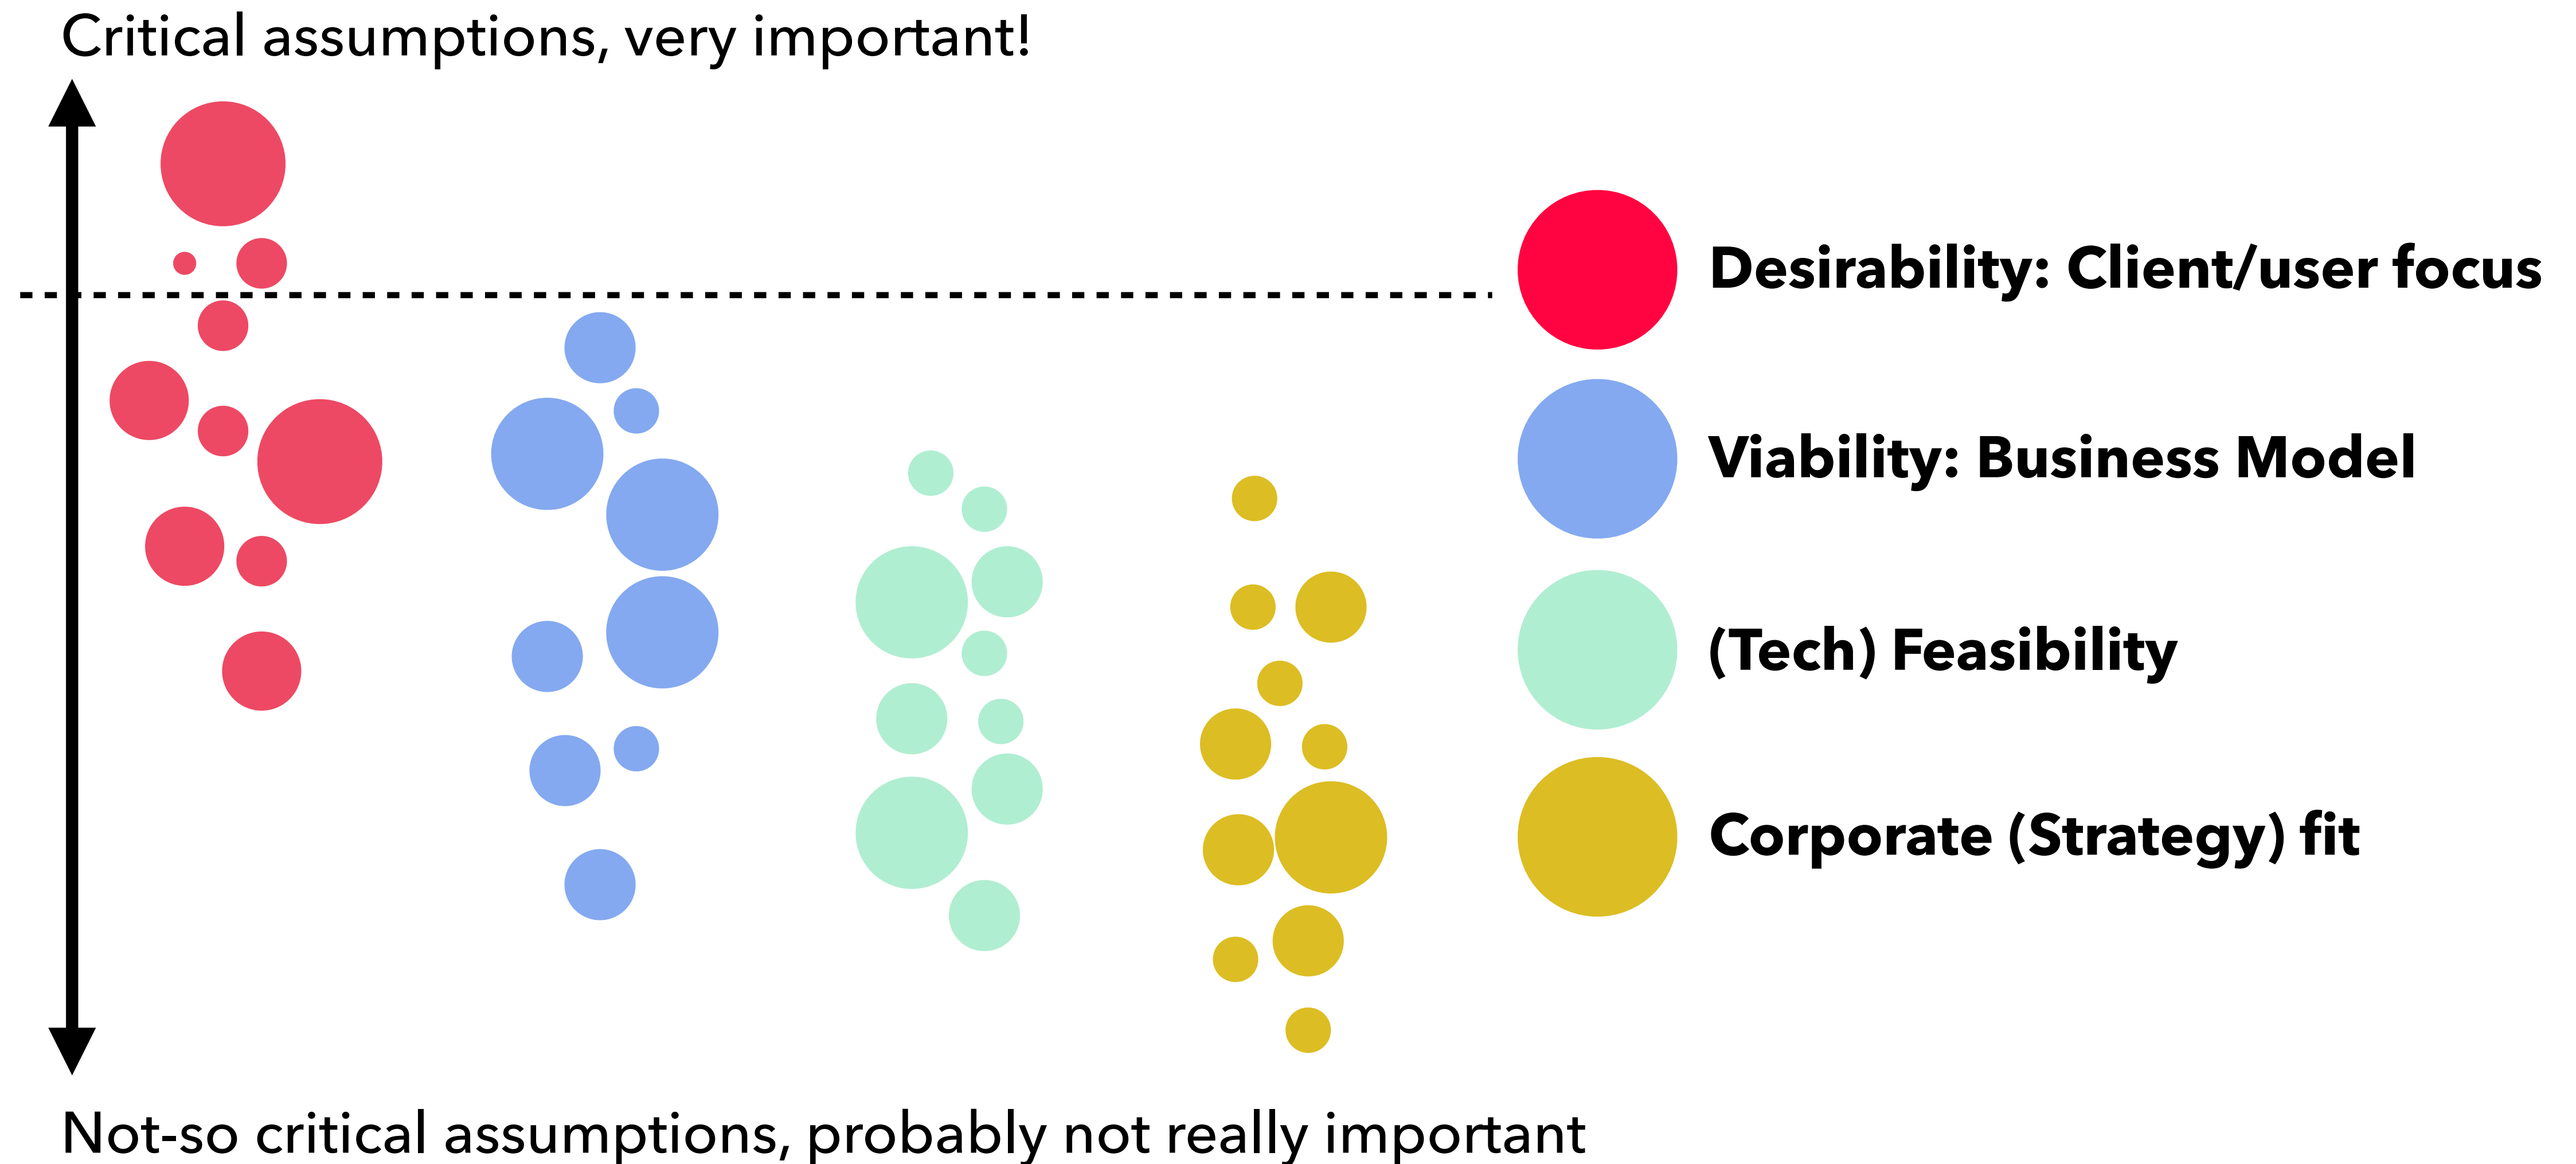 Critical assumptions, very important!
Desirability: Client/user focus
Viability: Business Model
(Tech) Feasibility
Corporate (Strategy) fit
Not-so critical assumptions, probably not really important